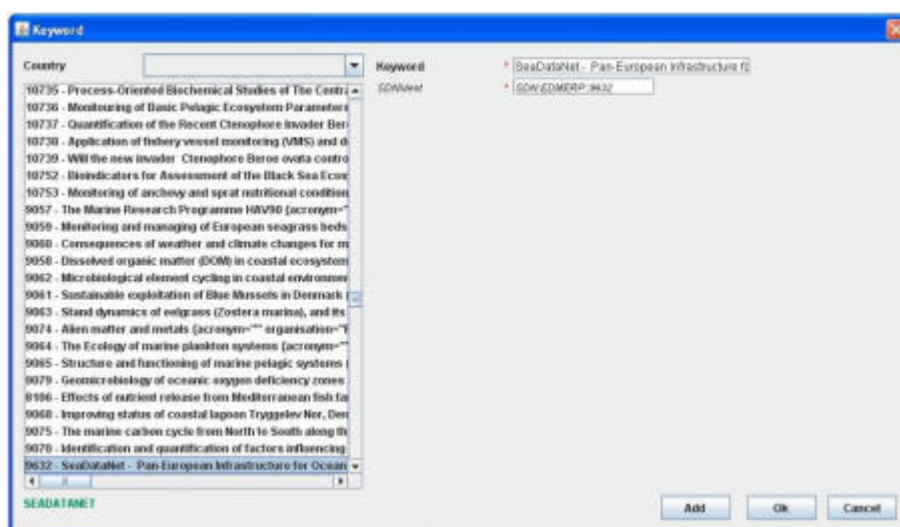 Keyword
Country
10735 - Process-Oriented Biochemical Studies of The Centra
10736 - Monitouring of Basic Pelagic Ecosystem Parameters
10737 - Quantification of the Recent Ctenophore Invader Ber
10738 - Application of fishery vessel monitoring (VMS) and d
10739 - Will the new invader Ctenophore Beroe ovata contro
10752 - Bioindicators for Assessment of the Black Sea Ecos
10753 - Monitoring of anchovy and sprat nutritional condition
9057 - The Marine Research Programme HAV90 {acronym="
9059 - Monitoring and managing of European seagrass beds
9060 - Consequences of weather and climate changes for m
9058 - Dissolved organic matter (DOM) in coastal ecosystem
9062 - Microbiological element cycling in coastal environmen
9061 - Sustainable exploitation of Blue Mussels in Denmark
9063 - Stand dynamics of eelgrass (Zostera marina), and its
9074 - Alien matter and metals {acronym="" organisation="
9064 - The Ecology of marine plankton systems {acronym=""
9065 - Structure and functioning of marine pelagic systems
9079 - Geomicrobiology of oceanic oxygen deficiency zones
8186 - Effects of nutrient release from Mediterranean fish fa
9068 - Improving status of coastal lagoon Tryggelev Nor, Den
9075 - The marine carbon cycle from North to South along th
9070 - Identification and quantification of factors influencing
9632 - SeaDataNet - Pan-European Infrastructure for Ocean
SEADATANET
Keyword * SeaDataNet - Pan-European Infrastructure f
SDNIdent * SDN:EDMERP::9632
Add Ok Cancel